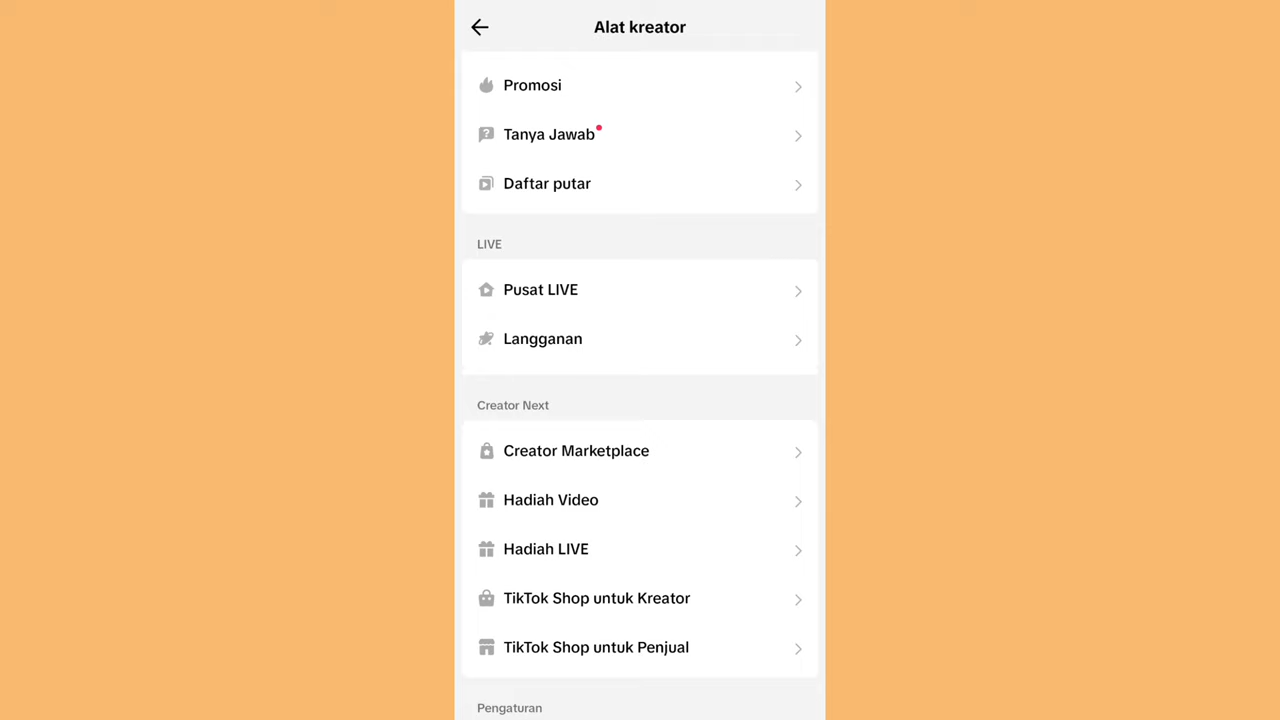 Alat kreator
Promosi
Tanya Jawab
Daftar putar
LIVE
Pusat LIVE
Langganan
Creator Next
Creator Marketplace
Hadiah Video
Hadiah LIVE
TikTok Shop untuk Kreator
TikTok Shop untuk Penjual
Pengaturan